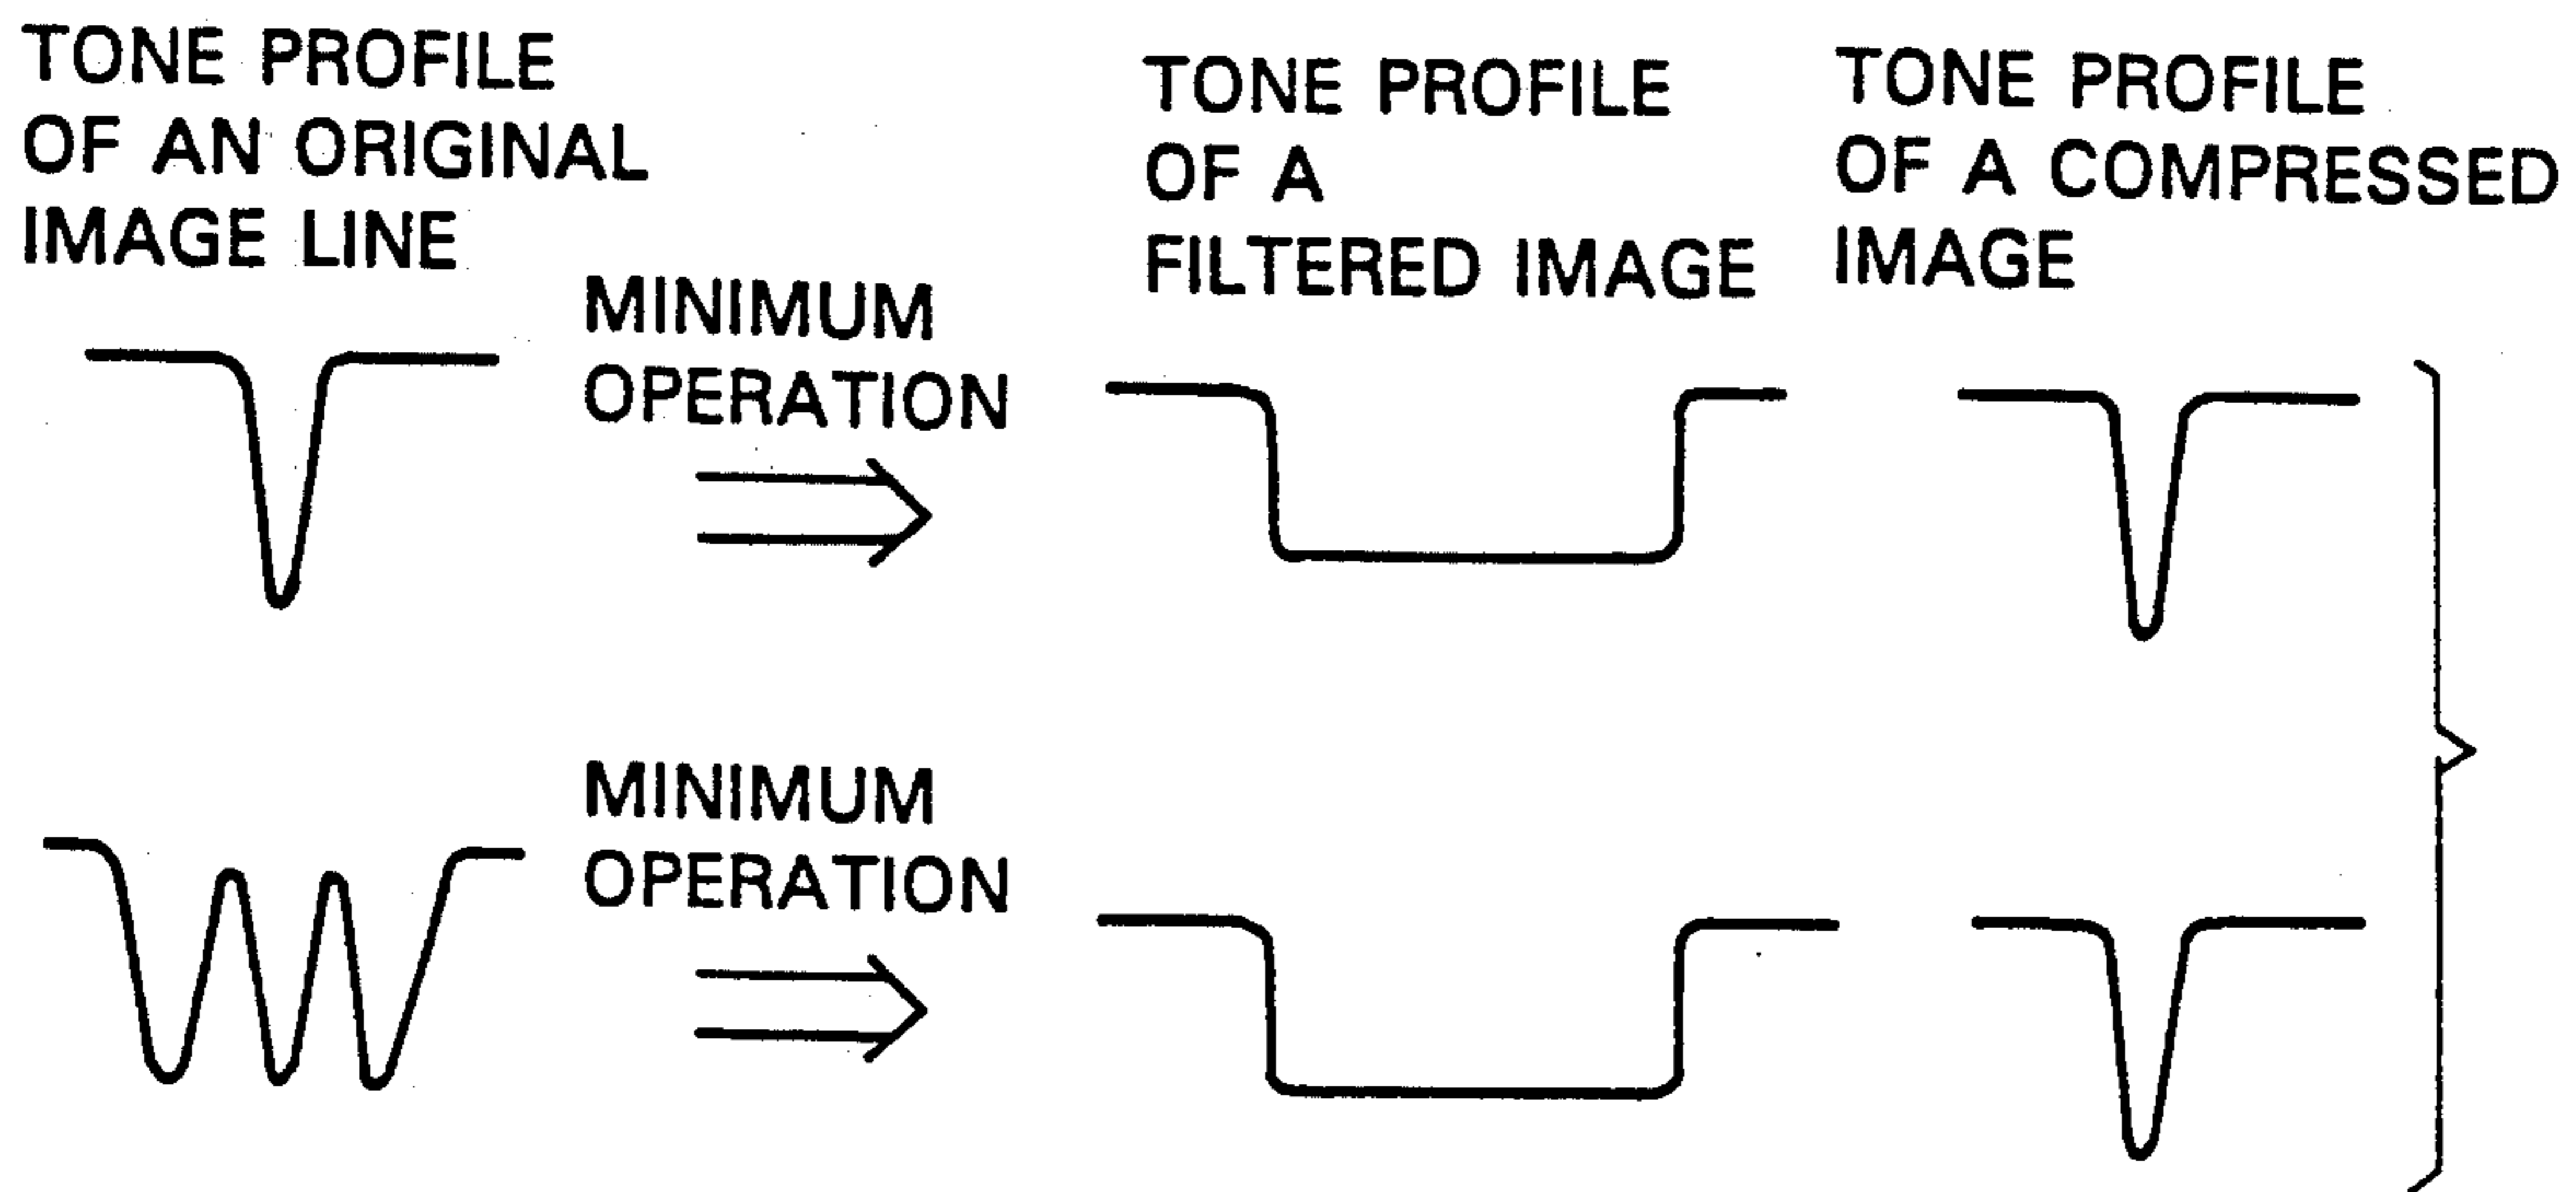 TONE PROFILE
OF AN ORIGINAL
IMAGE LINE
MINIMUM
OPERATION
TONE PROFILE
OF A
FILTERED IMAGE
TONE PROFILE
OF A COMPRESSED
IMAGE
MINIMUM
OPERATION